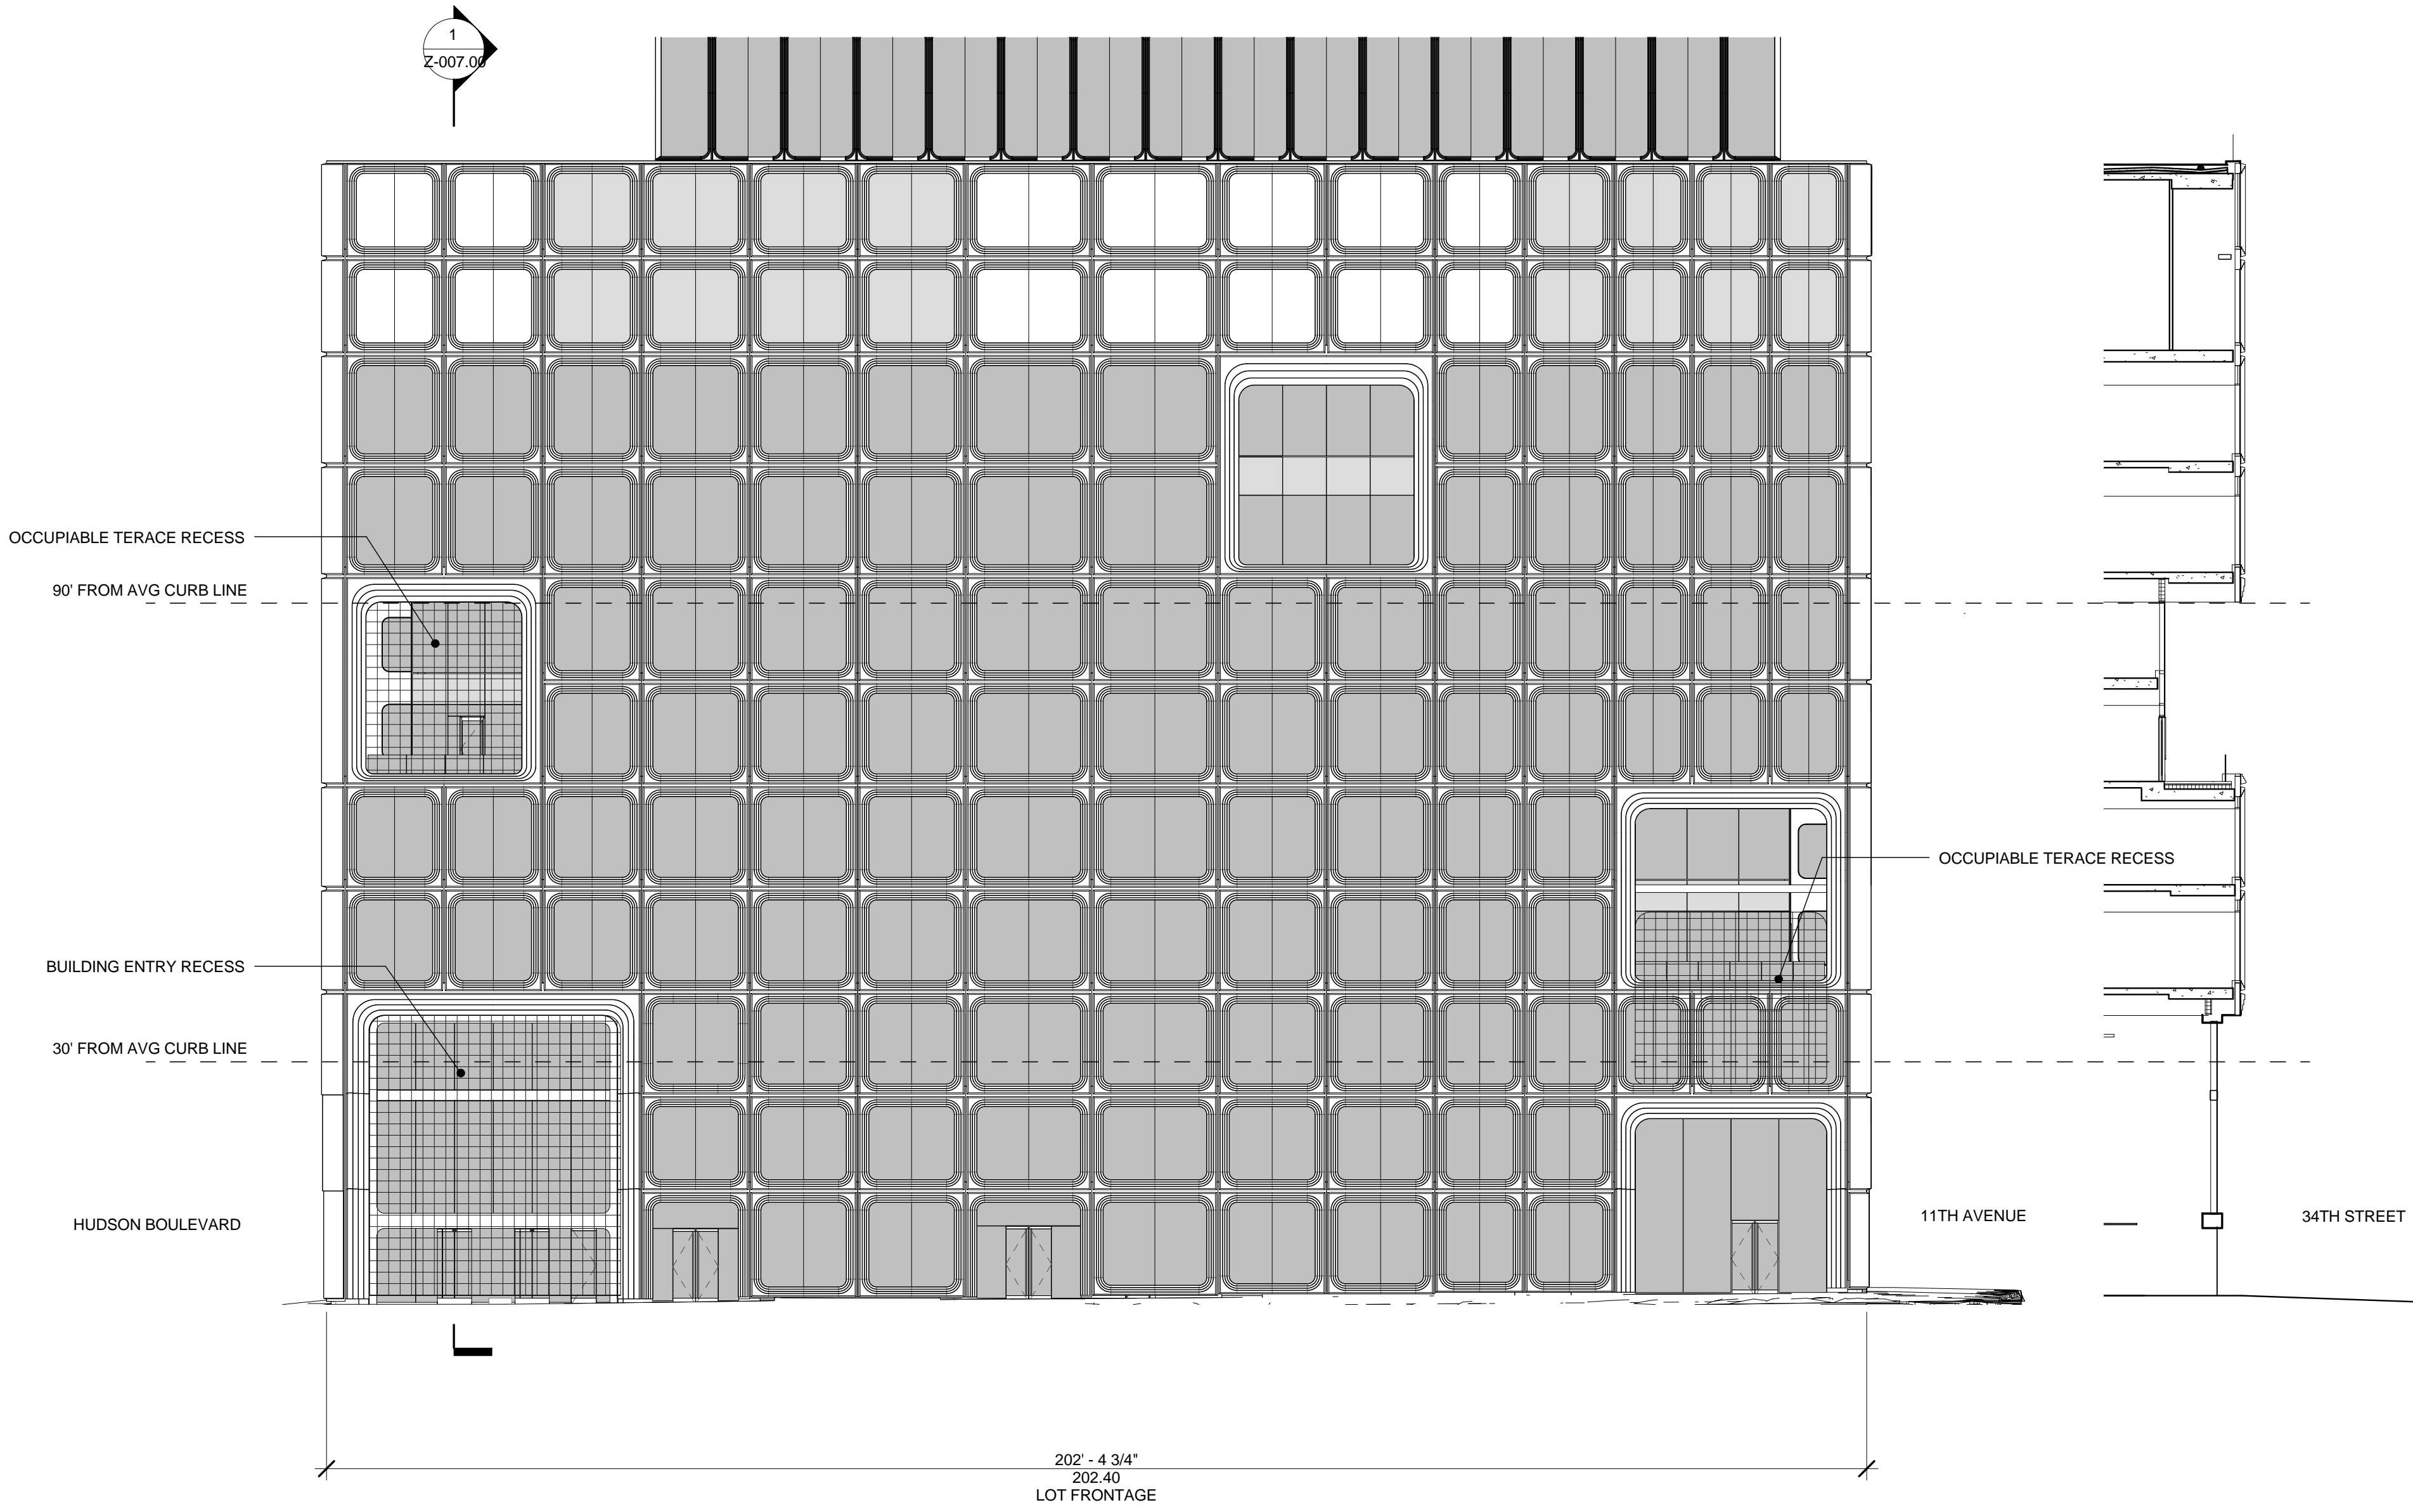 1
Z-007.00
OCCUPIABLE TERACE RECESS
90' FROM AVG CURB LINE
OCCUPIABLE TERACE RECESS
BUILDING ENTRY RECESS
30' FROM AVG CURB LINE
HUDSON BOULEVARD
11TH AVENUE
34TH STREET
202' - 4 3/4"
202.40
LOT FRONTAGE